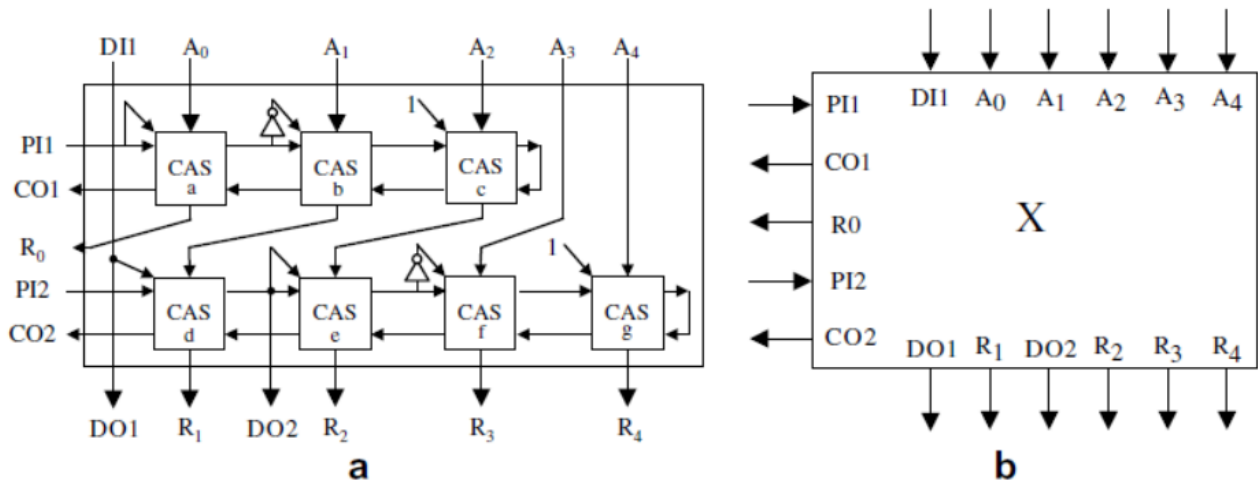 DI1 A₀ A₁ A₂ A₃ A₄
1
PI1 CAS a CAS b CAS c
CO1
R₀
1
PI2 CAS d CAS e CAS f CAS g
CO2
DO1 R₁ DO2 R₂ R₃ R₄
a
PI1 DI1 A₀ A₁ A₂ A₃ A₄
CO1
R0 X
PI2
CO2 DO1 R₁ DO2 R₂ R₃ R₄
b